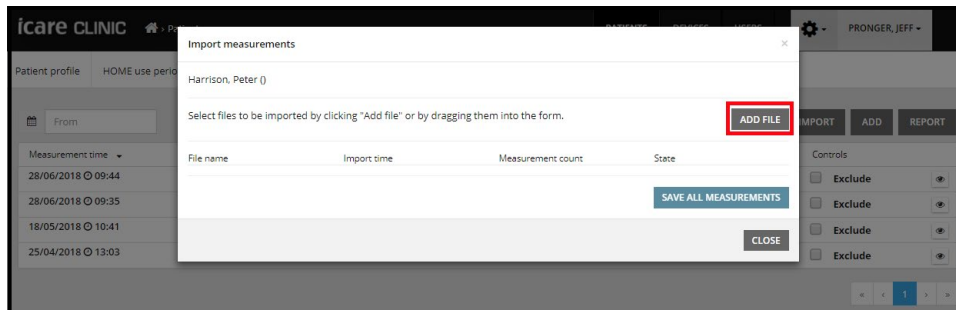 icare CLINIC
PRONGER, JEFF
Import measurements ×
Patient profile HOME use perio
Harrison, Peter ()
Select files to be imported by clicking "Add file" or by dragging them into the form. ADD FILE
From IMPORT ADD REPORT
Measurement time File name Import time Measurement count State Controls
28/06/2018 09:44 Exclude
28/06/2018 09:35 SAVE ALL MEASUREMENTS Exclude
18/05/2018 10:41 Exclude
CLOSE
25/04/2018 13:03 Exclude
« ‹ 1 › »